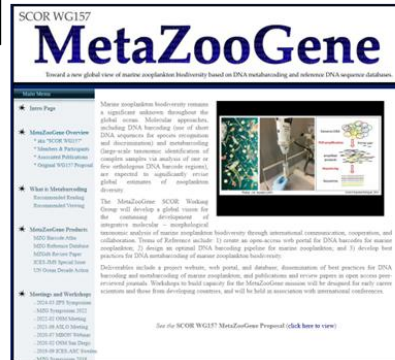 SCOR WG157
MetaZooGene
Toward a new global view of marine zooplankton biodiversity based on DNA metabarcoding and reference DNA sequence databases.
Main Menu
Intro Page
MetaZooGene Overview
* aka "SCOR WG157"
* Members & Participants
* Associated Publications
* Original WG157 Proposal
What is Metabarcoding
Recommended Reading
Recommended Viewing
MetaZooGene Products
MZG Barcode Atlas
MZG Reference Database
Review Paper
ICES JMS Special Issue
UN Ocean Decade Action
Meetings and Workshops
Marine zooplankton biodiversity remains
a significant unknown throughout the
global ocean. Molecular approaches,
including DNA barcoding (use of short
DNA sequences for species recognition
and discrimination) and metabarcoding
(large-scale taxonomic identification of
complex samples via analysis of one or
few orthologous DNA barcode regions),
are expected to significantly revise
global estimates of zooplankton
diversity.
The MetaZooGene SCOR Working
Group will develop a global vision for
the continuing development of
integrative molecular – morphological
taxonomic analysis of marine zooplankton biodiversity through international communication, cooperation, and
collaboration. Terms of Reference include: 1) create an open-access web portal for DNA barcodes for marine
zooplankton; 2) design an optimal DNA barcoding pipeline for marine zooplankton; and 3) develop best
practices for DNA metabarcoding of marine zooplankton biodiversity.
Deliverables include a project website, web portal, and database; dissemination of best practices for DNA
barcoding and metabarcoding of marine zooplankton; and publications and review papers in open access peer-
reviewed journals. Workshops to build capacity for the MetaZooGene mission will be designed for early career
scientists and those from developing countries, and will be held in association with international conferences.
See the SCOR WG157 MetaZooGene Proposal (click here to view)